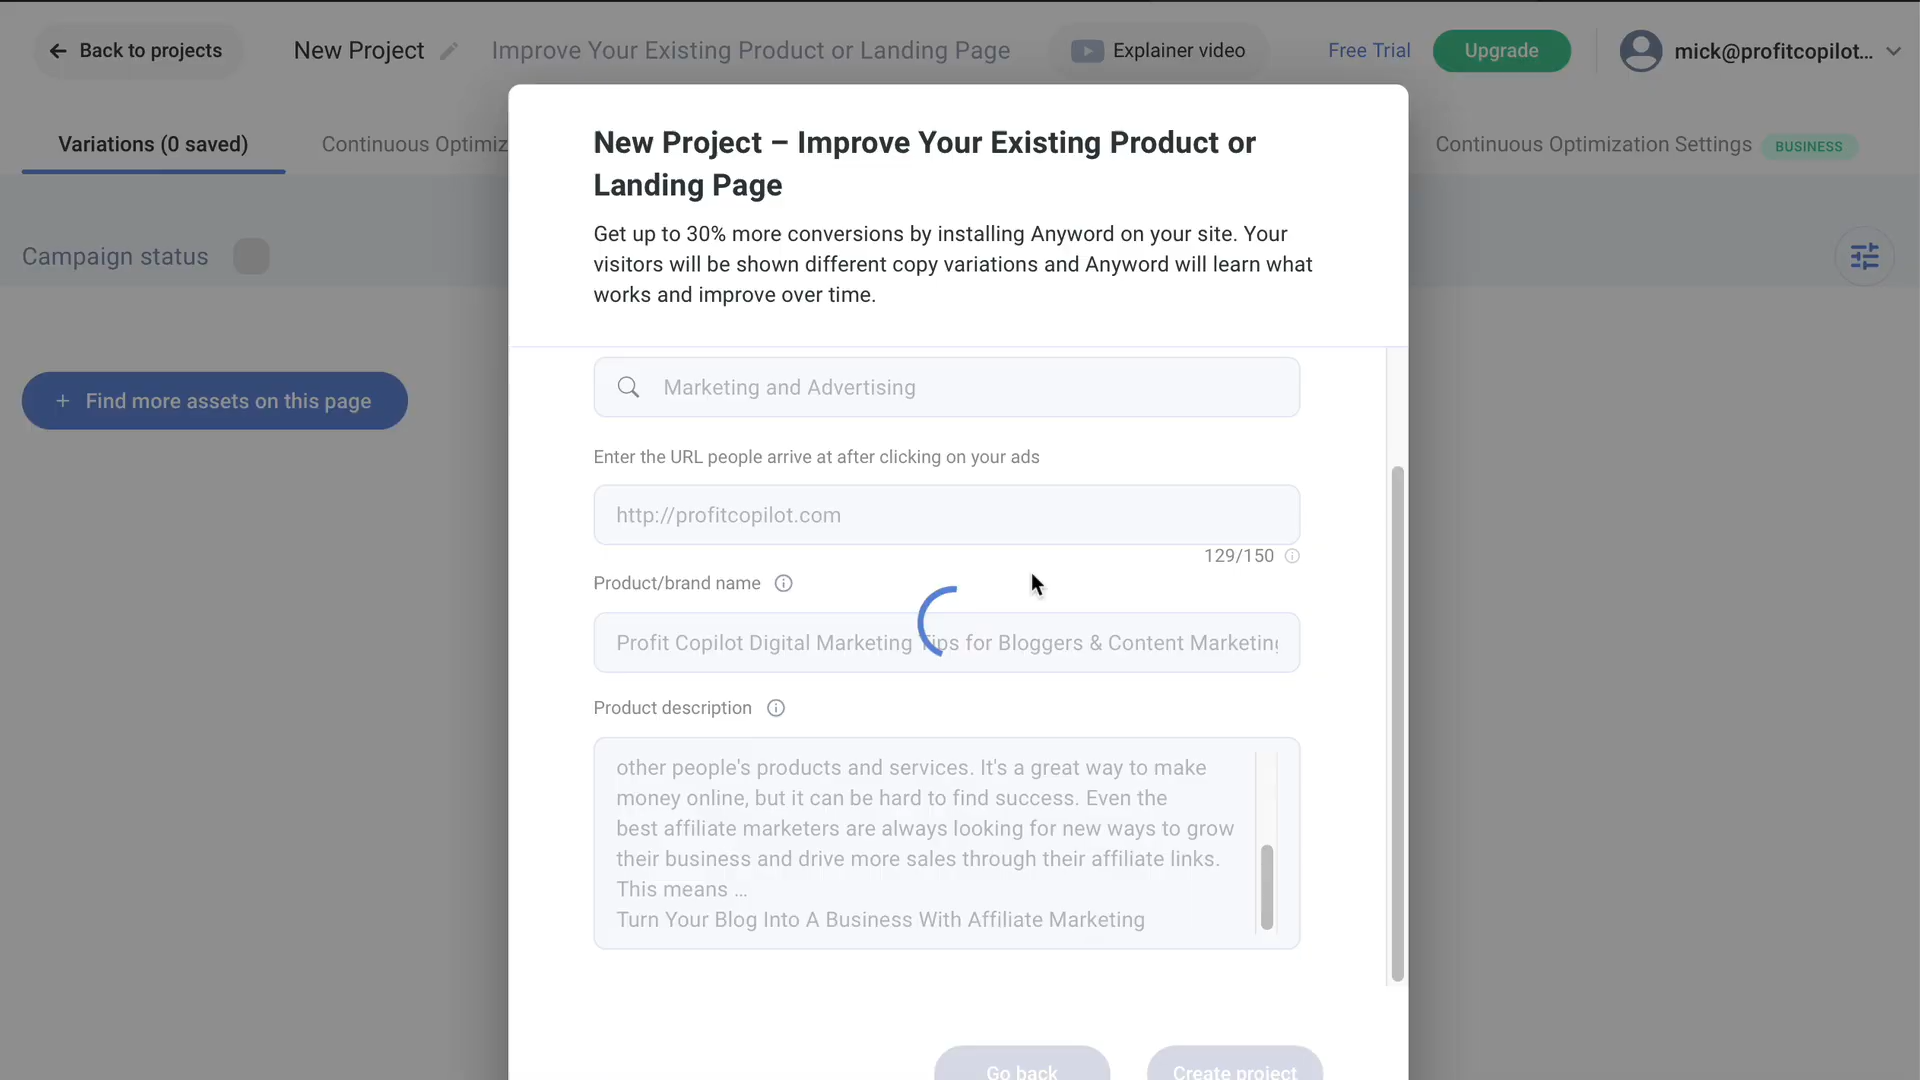 Back to projects
New Project
Improve Your Existing Product or Landing Page
Explainer video
Free Trial
Upgrade
mick@profitcopilot...
Variations (0 saved)
Continuous Optimiz
Continuous Optimization Settings
BUSINESS
Campaign status
+ Find more assets on this page
New Project – Improve Your Existing Product or
Landing Page
Get up to 30% more conversions by installing Anyword on your site. Your
visitors will be shown different copy variations and Anyword will learn what
works and improve over time.
Marketing and Advertising
Enter the URL people arrive at after clicking on your ads
http://profitcopilot.com
129/150
Product/brand name
Profit Copilot Digital Marketing Tips for Bloggers & Content Marketing
Product description
other people's products and services. It's a great way to make
money online, but it can be hard to find success. Even the
best affiliate marketers are always looking for new ways to grow
their business and drive more sales through their affiliate links.
This means ...
Turn Your Blog Into A Business With Affiliate Marketing
Go back
Create project